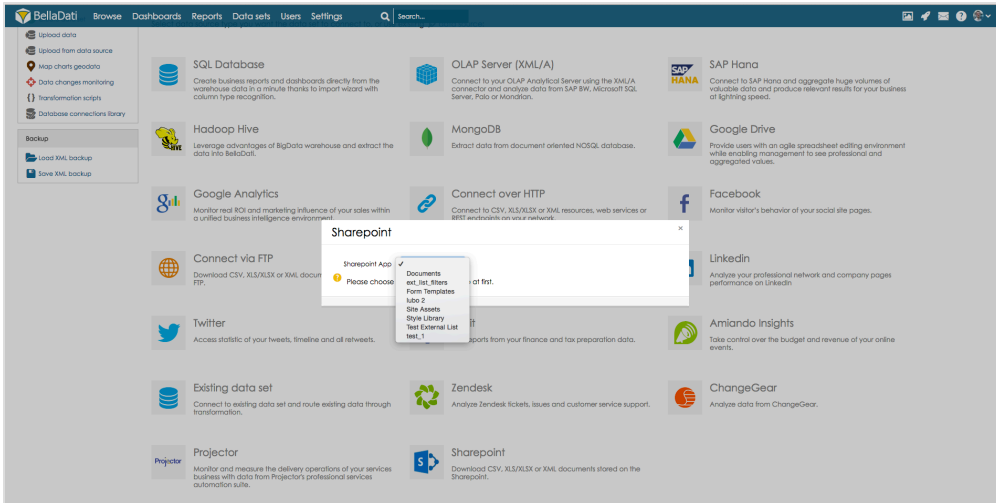 BellaDati Browse Dashboards Reports Data sets Users Settings Search...
Upload data
Upload from data source
Map charts geodata
Data changes monitoring
Transformation scripts
Database connections library
Backup
Load XML backup
Save XML backup
SQL Database
Create business reports and dashboards directly from the
warehouse data in a minute thanks to import wizard with
column type recognition.
OLAP Server (XML/A)
Connect to your OLAP Analytical Server using the XML/A
connector and analyze data from SAP BW, Microsoft SQL
Server, Palo or Mondrian.
SAP
HANA
SAP Hana
Connect to SAP Hana and aggregate huge volumes of
valuable data and produce relevant results for your business
at lightning speed.
HIVE
Hadoop Hive
Leverage advantages of BigData warehouse and extract the
data into BellaDati.
MongoDB
Extract data from document oriented NOSQL database.
Google Drive
Provide users with an agile spreadsheet editing environment
while enabling management to see professional and
aggregated values.
Google Analytics
Monitor real ROI and marketing influence of your sales within
a unified business intelligence environment.
Connect over HTTP
Connect to CSV, XLS/XLSX or XML resources, web services or
REST endpoints on your network.
Facebook
Monitor visitor's behavior of your social site pages.
Sharepoint
×
Sharepoint App
Please choose
at first.
Documents
ext_list_filters
Form Templates
lubo 2
Site Assets
Style Library
Test External List
test_1
Connect via FTP
Download CSV, XLS/XLSX or XML
FTP.
Linkedin
Analyze your professional network and company pages
performance on Linkedin
Twitter
Access statistic of your tweets, timeline and all retweets.
reports from your finance and tax preparation data.
Amiando Insights
Take control over the budget and revenue of your online
events.
Existing data set
Connect to existing data set and route existing data through
transformation.
Zendesk
Analyze Zendesk tickets, issues and customer service support.
ChangeGear
Analyze data from ChangeGear.
Projector
Projector
Monitor and measure the delivery operations of your services
business with data from Projector's professional services
automation suite.
Sharepoint
Download CSV, XLS/XLSX or XML documents stored on the
Sharepoint.